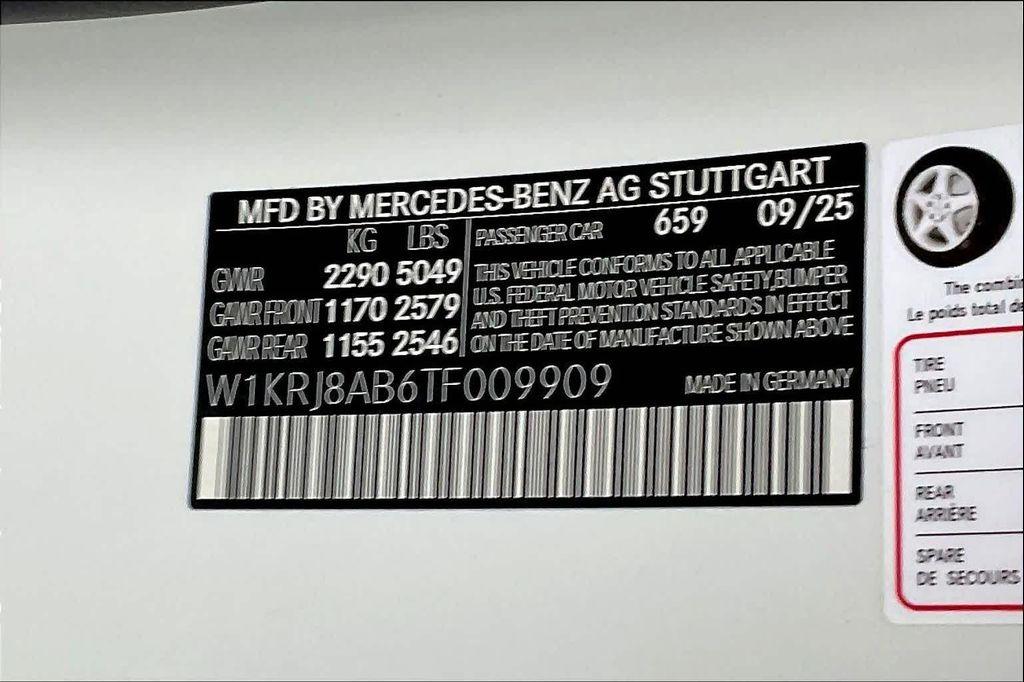 MFD BY MERCEDES-BENZ AG STUTTGART
KG LBS
GVWR 2290 5049
GAWR FRONT 1170 2579
GAWR REAR 1155 2546
PASSENGER CAR 659 09/25
THIS VEHICLE CONFORMS TO ALL APPLICABLE
U.S. FEDERAL MOTOR VEHICLE SAFETY, BUMPER
AND THEFT PREVENTION STANDARDS IN EFFECT
ON THE DATE OF MANUFACTURE SHOWN ABOVE
W1KRJ8AB6TF009909 MADE IN GERMANY
The
Le poids total
TIRE
PNEU
FRONT
AVANT
REAR
ARRIÈRE
SPARE
DE SECOURS